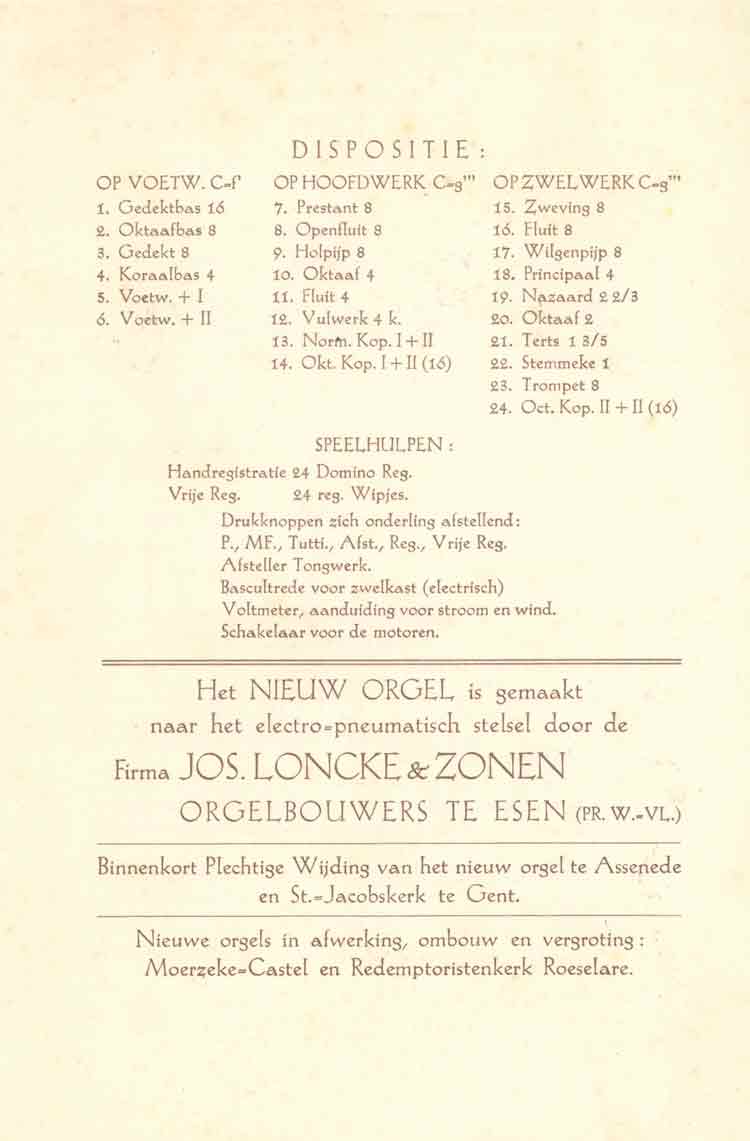 DISPOSITIE :
OP VOETW. C=f'
1. Gedektbas 16
2. Oktaafbas 8
3. Gedekt 8
4. Koraalbas 4
5. Voetw. + I
6. Voetw. + II
OP HOOFDWERK C=g'''
7. Prestant 8
8. Openfluit 8
9. Holpijp 8
10. Oktaaf 4
11. Fluit 4
12. Vulwerk 4 k.
13. Norm. Kop. I + II
14. Okt. Kop. I + II (16)
OP ZWELWERK C=g'''
15. Zweving 8
16. Fluit 8
17. Wilgenpijp 8
18. Principaal 4
19. Nazaard 2 2/3
20. Oktaaf 2
21. Terts 1 3/5
22. Stemmeke 1
23. Trompet 8
24. Oct. Kop. II + II (16)
SPEELHULPEN :
Handregistratie 24 Domino Reg.
Vrije Reg. 24 reg. Wipjes.
Drukknoppen zich onderling afstellend :
P., MF., Tutti., Afst., Reg., Vrije Reg.
Afsteller Tongwerk.
Bascultrede voor zwelkast (electrisch)
Voltmeter, aanduiding voor stroom en wind.
Schakelaar voor de motoren.
Het NIEUW ORGEL is gemaakt
naar het electro=pneumatisch stelsel door de
Firma JOS. LONCKE & ZONEN
ORGELBOUWERS TE ESEN (PR. W.=VL.)
Binnenkort Plechtige Wijding van het nieuw orgel te Assenede
en St.=Jacobskerk te Gent.
Nieuwe orgels in afwerking, ombouw en vergroting :
Moerzeke=Castel en Redemptoristenkerk Roeselare.